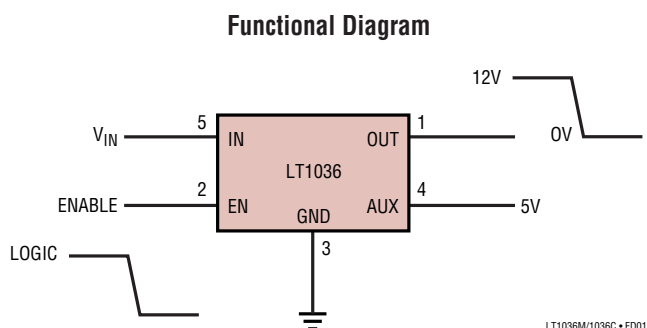 Functional Diagram
12V
0V
VIN
5
IN
OUT
1
LT1036
ENABLE
2
EN
GND
AUX
4
5V
3
LOGIC
LT1036M/1036C • FD01